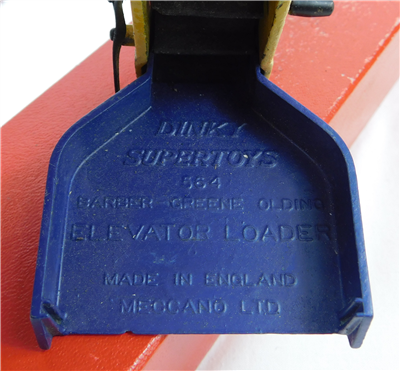 DINKY
SUPERTOYS
564
BARBER GREENE OLDING
ELEVATOR LOADER
MADE IN ENGLAND
MECCANO LTD